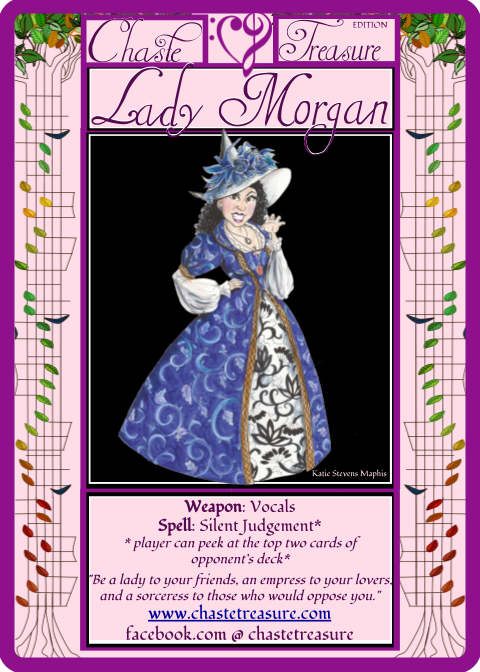 Chaste Treasure EDITION
Lady Morgan
Katie Stevens Maphis
Weapon: Vocals
Spell: Silent Judgement*
* player can peek at the top two cards of
opponent's deck*
"Be a lady to your friends, an empress to your lovers,
and a sorceress to those who would oppose you."
www.chastetreasure.com
facebook.com @ chastetreasure